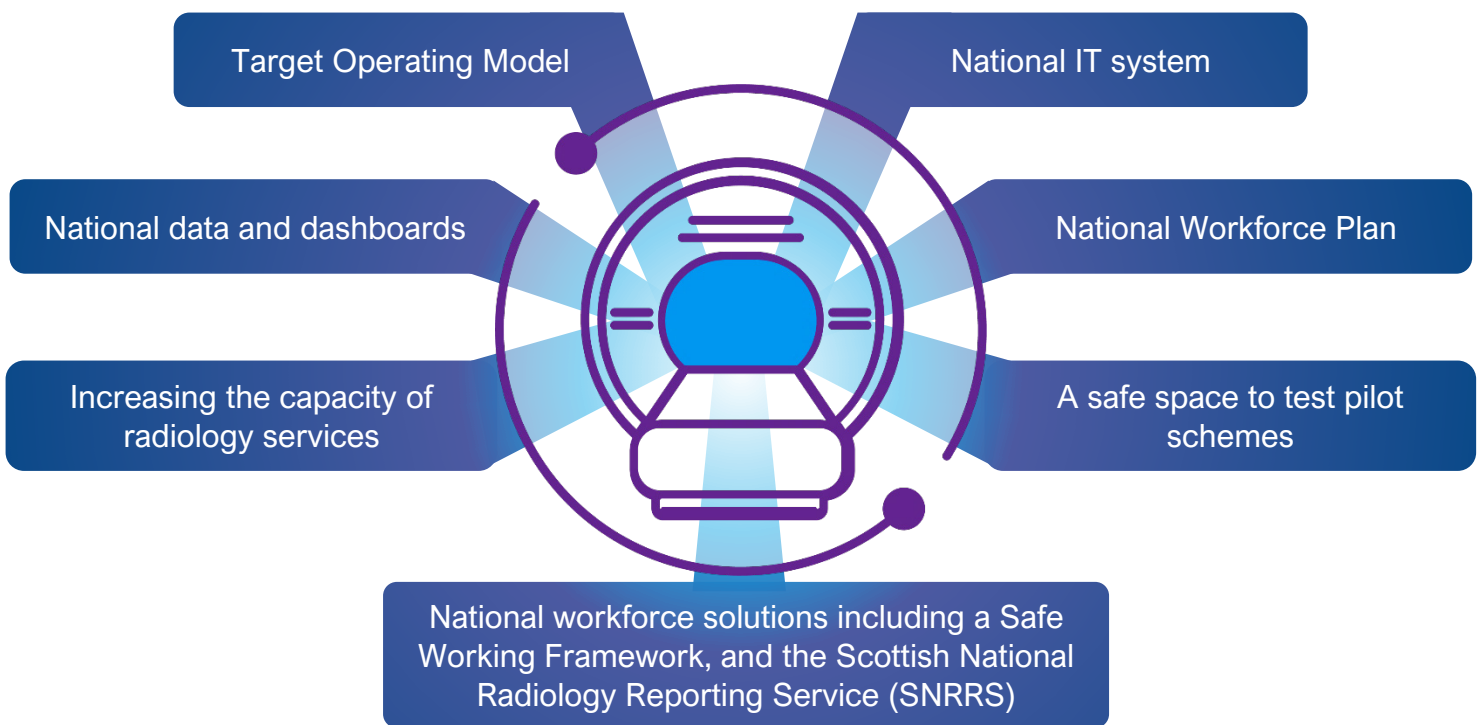 Target Operating Model
National IT system
National data and dashboards
National Workforce Plan
Increasing the capacity of
radiology services
A safe space to test pilot
schemes
National workforce solutions including a Safe
Working Framework, and the Scottish National
Radiology Reporting Service (SNRRS)